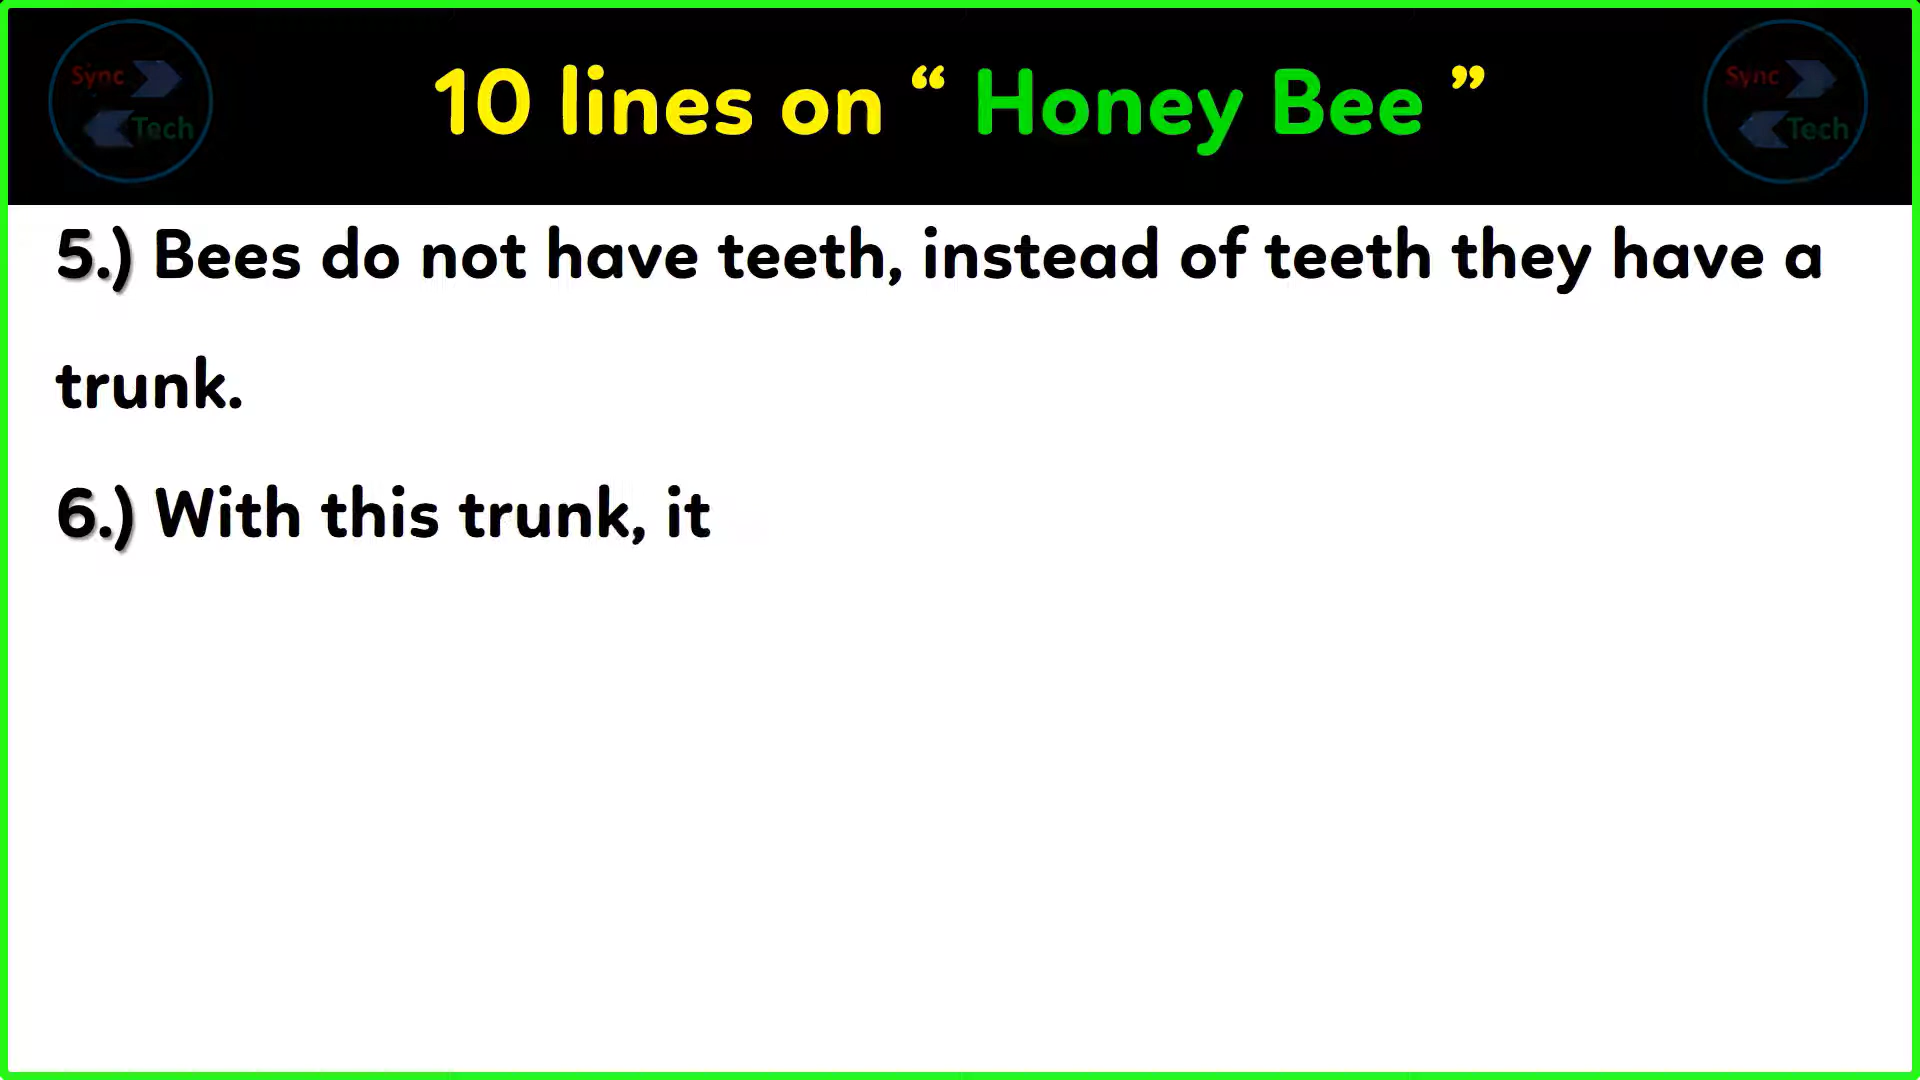 Sync
Tech
10 lines on “ Honey Bee ”
Sync
Tech
5.) Bees do not have teeth, instead of teeth they have a
trunk.
6.) With this trunk, it